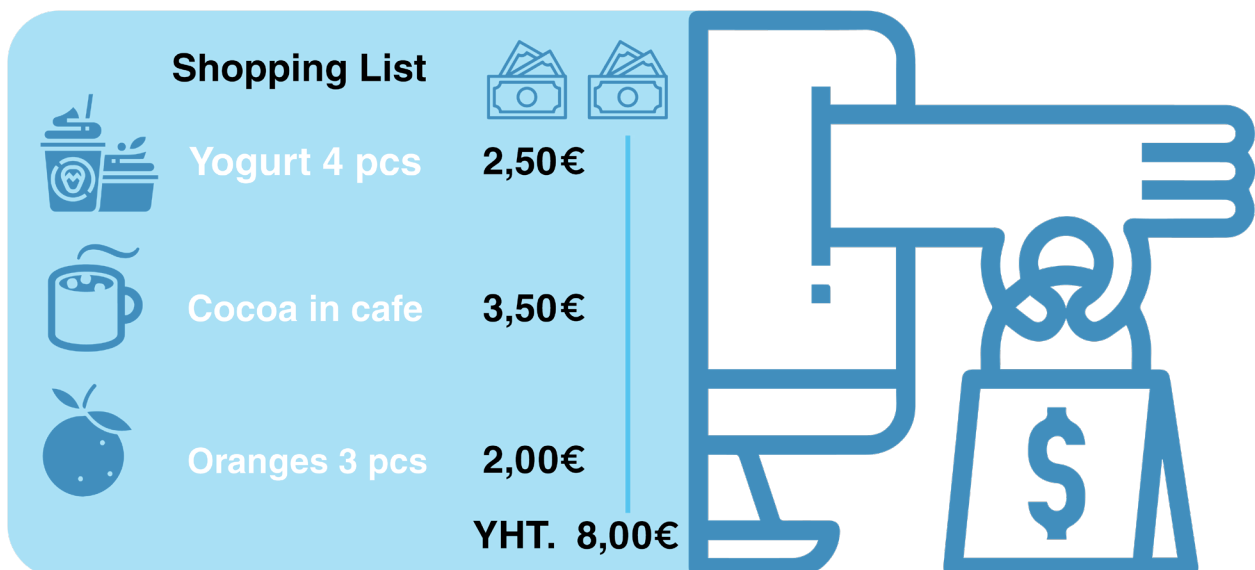 Shopping List
Yogurt 4 pcs 2,50€
Cocoa in cafe 3,50€
Oranges 3 pcs 2,00€
YHT. 8,00€
$